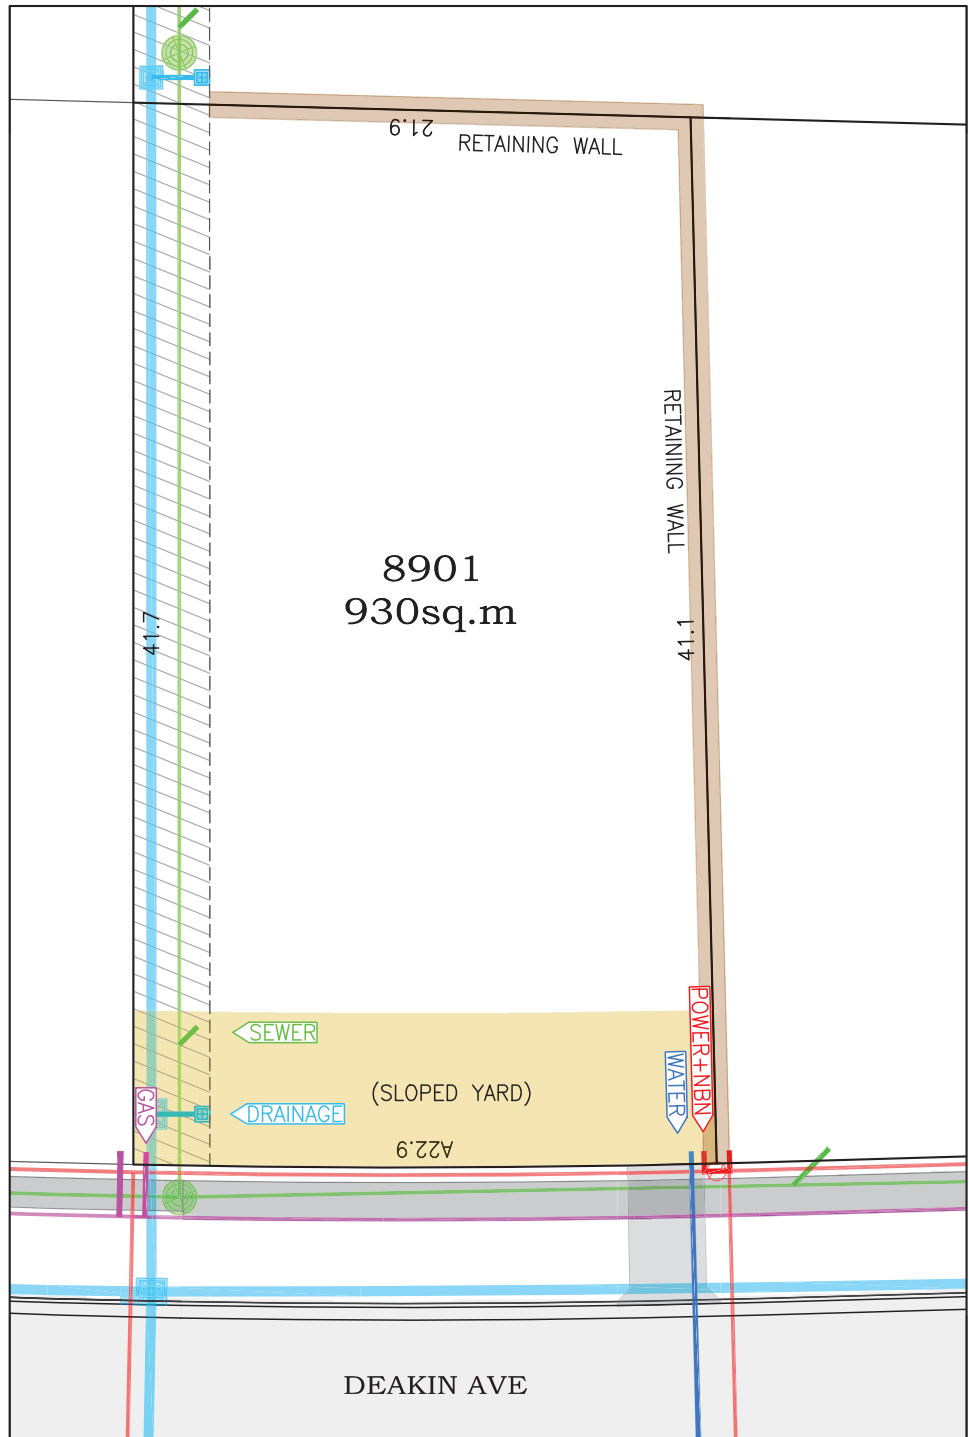 21.9
RETAINING WALL
RETAINING WALL
8901
930sq.m
41.7
41.1
SEWER
POWER+NBN
WATER
(SLOPED YARD)
GAS
DRAINAGE
A22.9
DEAKIN AVE